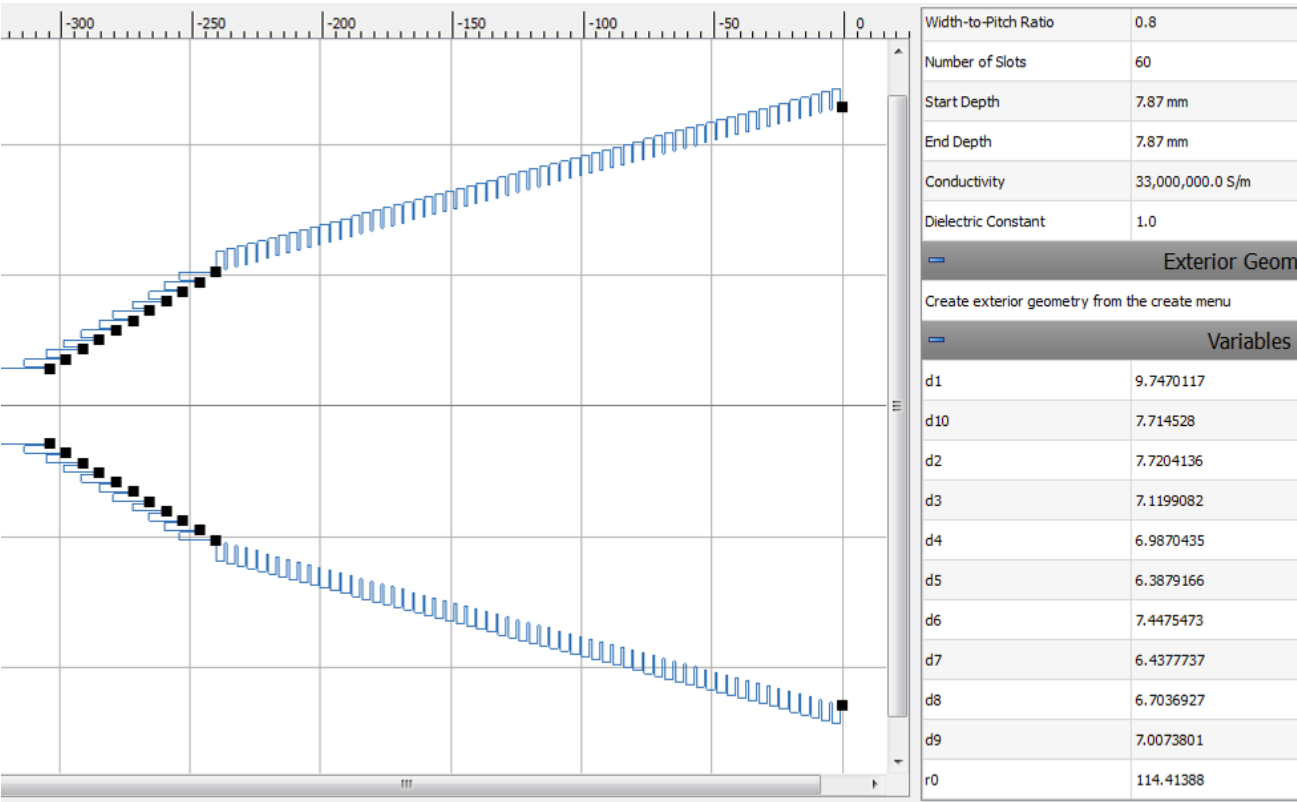 -300 -250 -200 -150 -100 -50 0
Width-to-Pitch Ratio 0.8
Number of Slots 60
Start Depth 7.87 mm
End Depth 7.87 mm
Conductivity 33,000,000.0 S/m
Dielectric Constant 1.0
Exterior Geom
Create exterior geometry from the create menu
Variables
d1 9.7470117
d10 7.714528
d2 7.7204136
d3 7.1199082
d4 6.9870435
d5 6.3879166
d6 7.4475473
d7 6.4377737
d8 6.7036927
d9 7.0073801
r0 114.41388